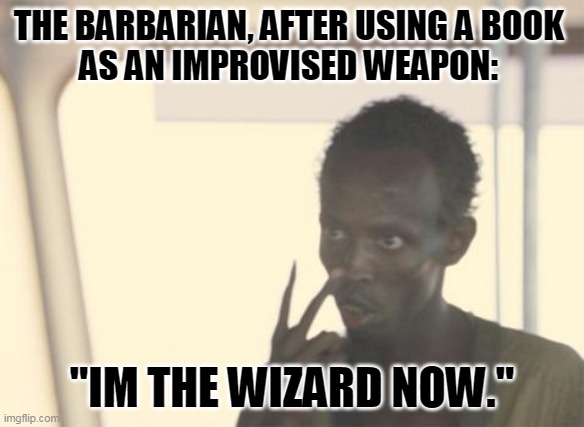 THE BARBARIAN, AFTER USING A BOOK
AS AN IMPROVISED WEAPON:
"IM THE WIZARD NOW."
imgflip.com